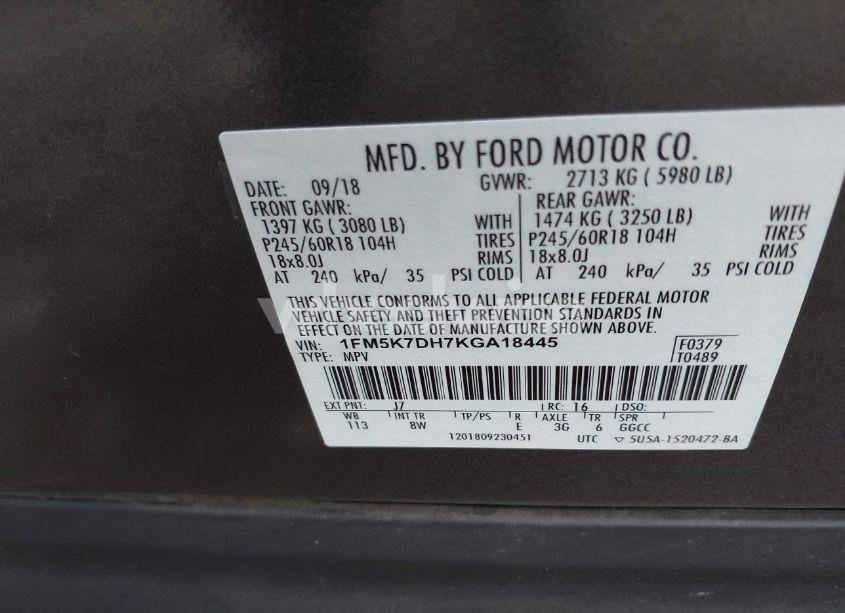 MFD. BY FORD MOTOR CO.
DATE: 09/18 GVWR: 2713 KG ( 5980 LB)
FRONT GAWR: REAR GAWR:
1397 KG ( 3080 LB) WITH 1474 KG ( 3250 LB) WITH
P245/60R18 104H TIRES P245/60R18 104H TIRES
18x8.0J RIMS 18x8.0J RIMS
AT 240 kPa/ 35 PSI COLD AT 240 kPa/ 35 PSI COLD
THIS VEHICLE CONFORMS TO ALL APPLICABLE FEDERAL MOTOR
VEHICLE SAFETY AND THEFT PREVENTION STANDARDS IN
EFFECT ON THE DATE OF MANUFACTURE SHOWN ABOVE.
VIN: 1FM5K7DH7KGA18445 F0379
TYPE: MPV T0489
EXT PNT: J7 RC: 16 DSO:
WB INT TR TP/PS R AXLE TR SPR
113 8W E 3G 6 GGCC
1201809230451 UTC ▽ 5U5A-1520472-BA